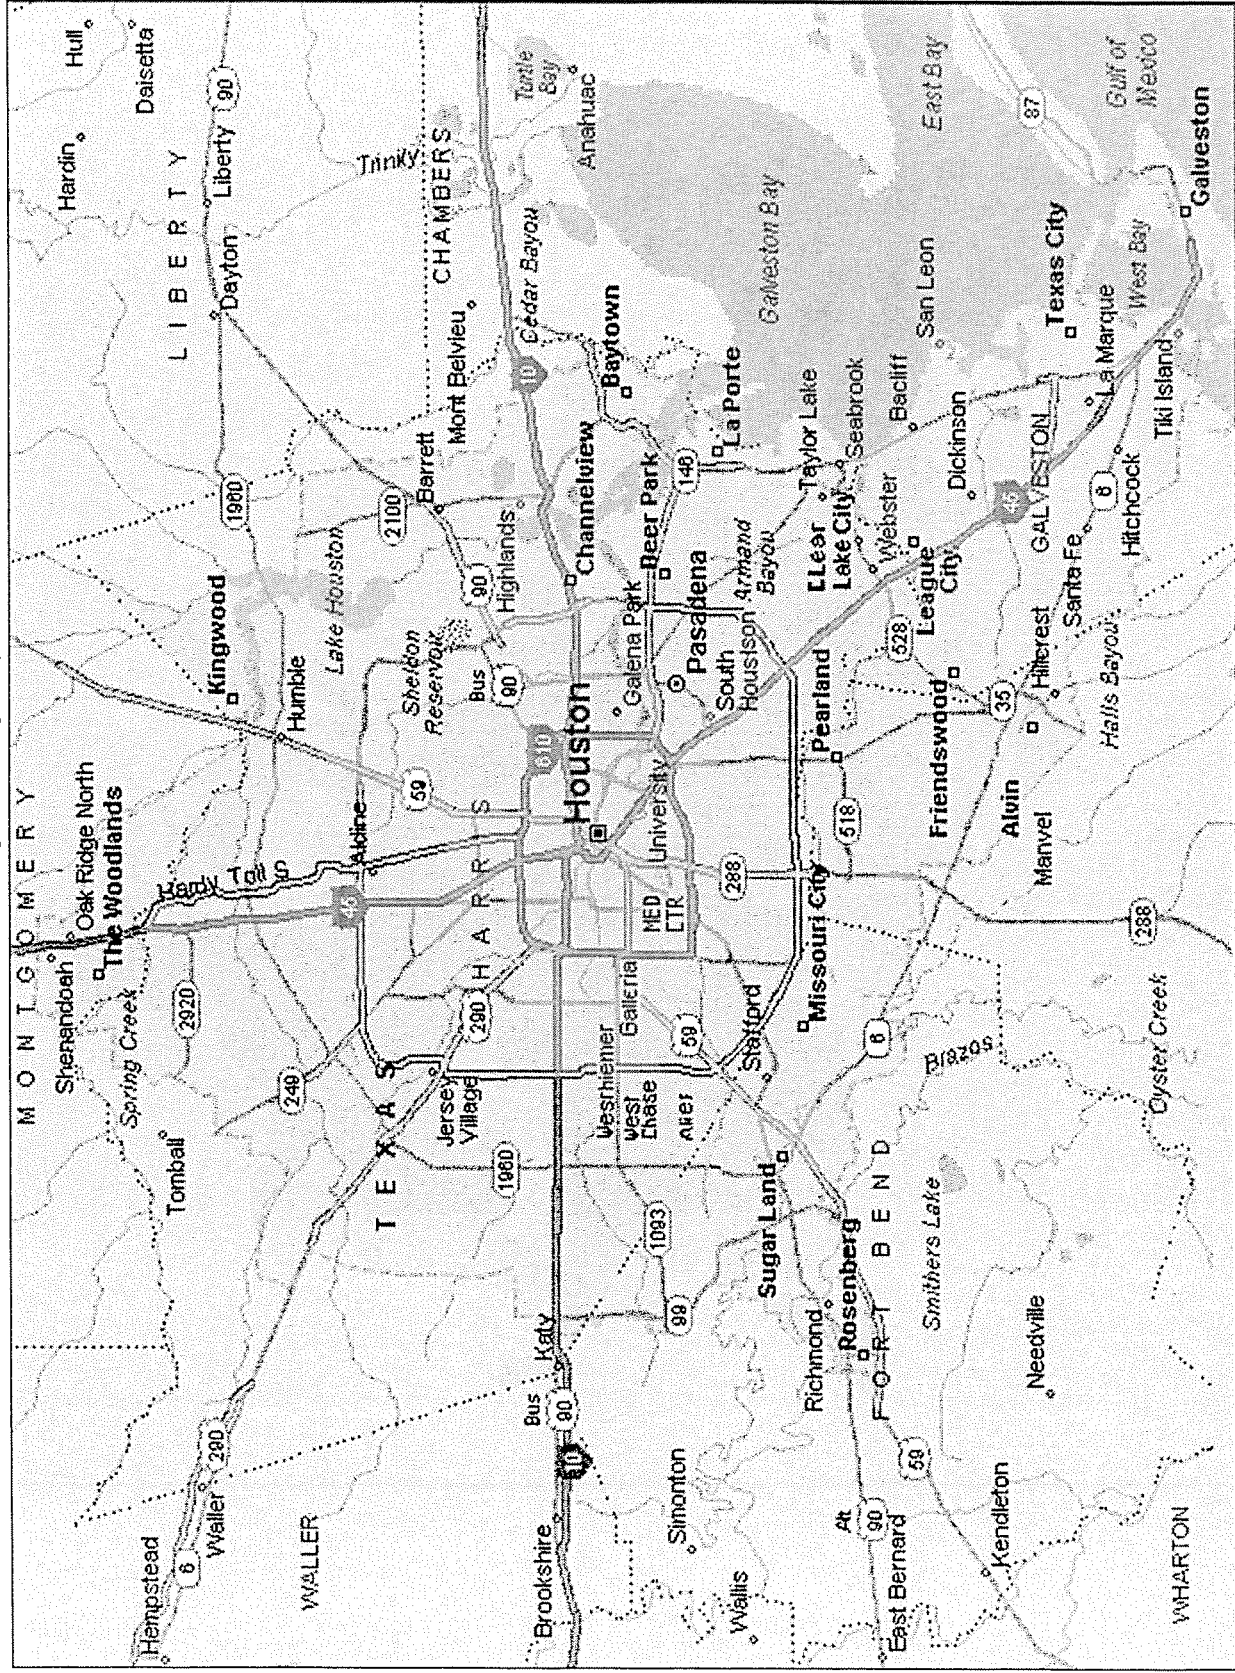 MONTGOMERY
Shenandoah
Oak Ridge North
The Woodlands
Spring Creek
2920
Hardy Toll
Tomball
249
Hempstead
6
Waller
290
WALLER
Kingwood
Humble
1960
Lake Houston
Hull
Daisetta
Hardin
LIBERTY
90
Liberty
Dayton
Trinity
CHAMBERS
Aldine
45
59
Sheldon
Reservoir
2100
Barrett
Mont Belvieu
TEXAS
HARRIS
290
Jersey
Village
1960
Bus
90
90
Highlands
Cedar Bayou
Turtle
Bay
Anahuac
10
610
Houston
Channelview
Baytown
Brookshire
Bus
90
10
Katy
Westhiemer
West
Chase
Alief
Galleria
MED
CTR
University
Galena Park
Deer Park
Pasadena
South
Houstson
Armand
Bayou
146
La Porte
Galveston Bay
1093
99
59
Stafford
288
Missouri City
Sugar Land
Simonton
Wallis
Richmond
Rosenberg
Alt
90
East Bernard
59
Kendleton
FORT BEND
Smithers Lake
Needville
6
Brazos
Oyster Creek
288
WHARTON
Pearland
518
Friendswood
Alvin
Manvel
35
Hillcrest
Halls Bayou
528
Taylor Lake
CLear
Lake City
Seabrook
Webster
League
City
Bacliff
San Leon
Dickinson
45
GALVESTON
Santa Fe
6
Hitchcock
La Marque
Texas City
Tiki Island
West Bay
Galveston
East Bay
87
Gulf of
Mexico